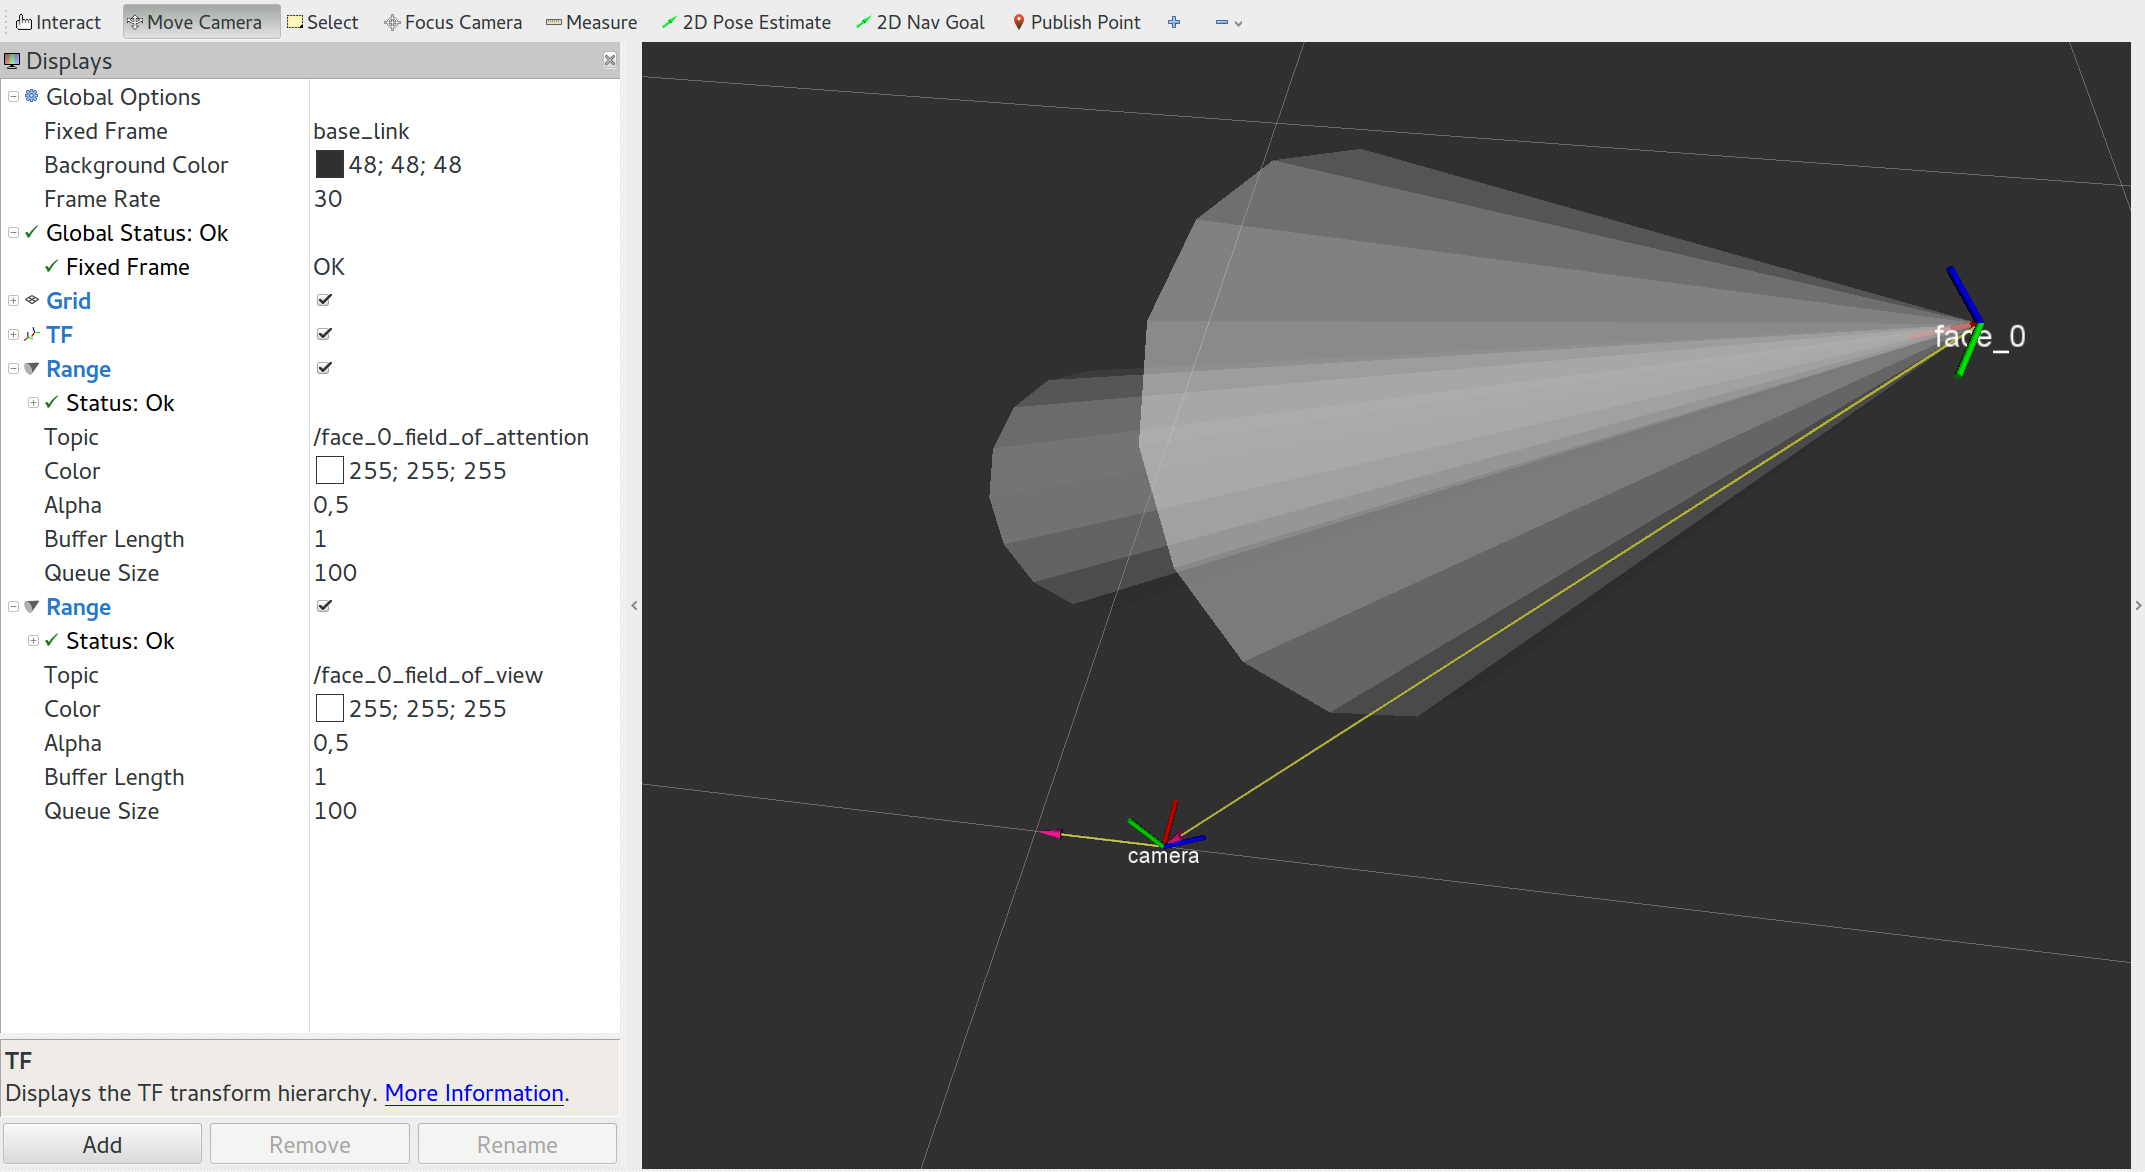 Interact Move Camera Select Focus Camera Measure 2D Pose Estimate 2D Nav Goal Publish Point
Displays
Global Options
Fixed Frame base_link
Background Color 48; 48; 48
Frame Rate 30
Global Status: Ok
Fixed Frame OK
Grid
TF
Range
Status: Ok
Topic /face_0_field_of_attention
Color 255; 255; 255
Alpha 0,5
Buffer Length 1
Queue Size 100
Range
Status: Ok
Topic /face_0_field_of_view
Color 255; 255; 255
Alpha 0,5
Buffer Length 1
Queue Size 100
TF
Displays the TF transform hierarchy. More Information.
Add Remove Rename
face_0
camera